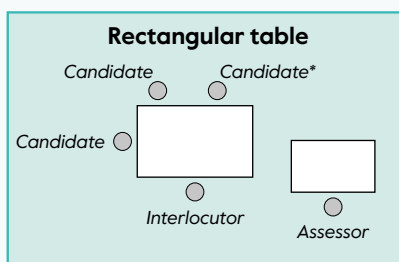 Rectangular table
Candidate Candidate*
Candidate
Interlocutor
Assessor